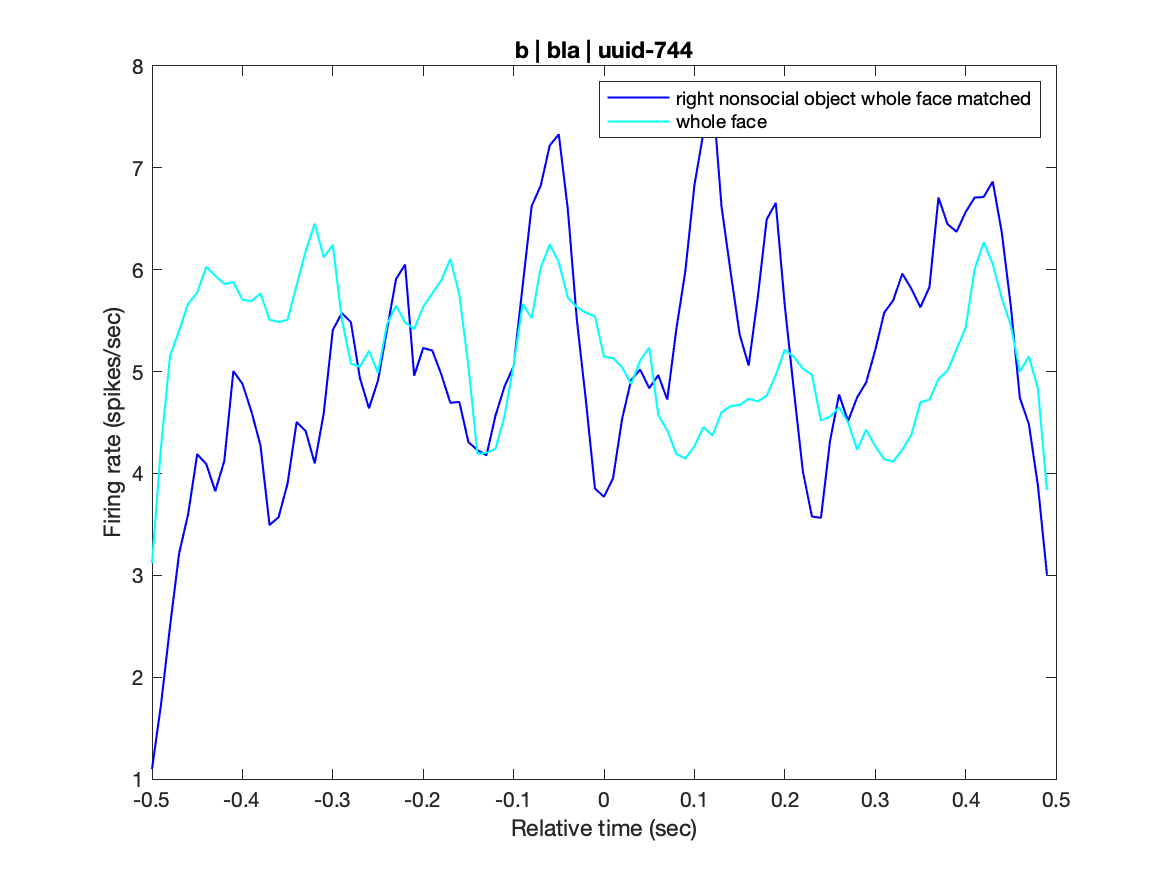 b | bla | uuid-744
right nonsocial object whole face matched
whole face
8
7
6
5
4
3
2
1
Firing rate (spikes/sec)
-0.5 -0.4 -0.3 -0.2 -0.1 0 0.1 0.2 0.3 0.4 0.5
Relative time (sec)